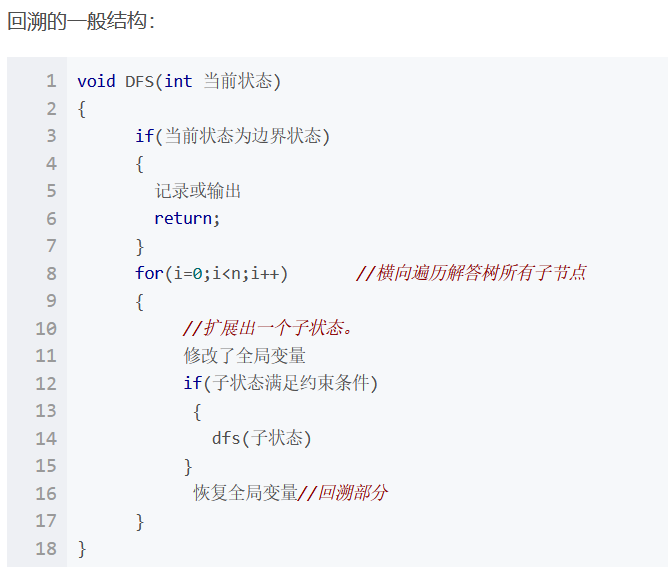 回溯的一般结构：
1 void DFS(int 当前状态)
2 {
3 if(当前状态为边界状态)
4 {
5 记录或输出
6 return;
7 }
8 for(i=0;i<n;i++) //横向遍历解答树所有子节点
9 {
10 //扩展出一个子状态。
11 修改了全局变量
12 if(子状态满足约束条件)
13 {
14 dfs(子状态)
15 }
16 恢复全局变量//回溯部分
17 }
18 }